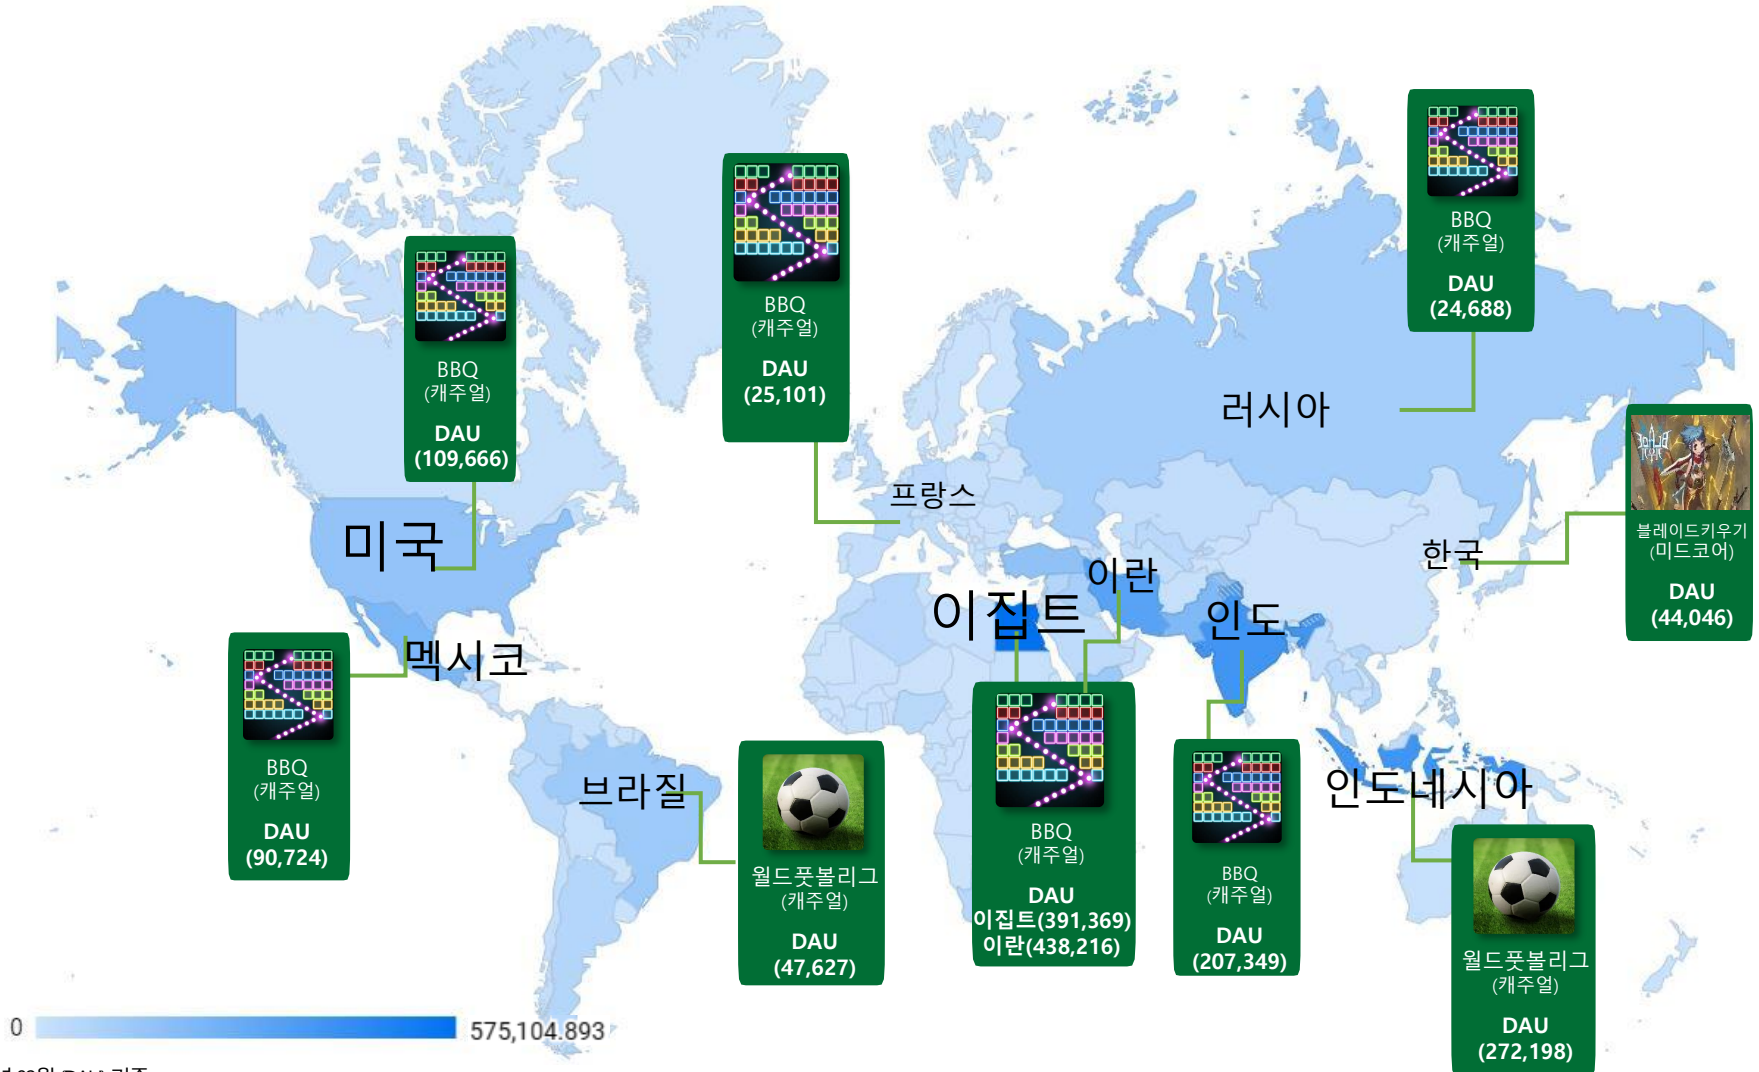 BBQ
(캐주얼)
DAU
(24,688)
BBQ
(캐주얼)
DAU
(25,101)
BBQ
(캐주얼)
DAU
(109,666)
러시아
블레이드키우기
(미드코어)
DAU
(44,046)
프랑스
미국
한국
이란
이집트
인도
멕시코
BBQ
(캐주얼)
DAU
(90,724)
브라질
월드풋볼리그
(캐주얼)
DAU
(47,627)
BBQ
(캐주얼)
DAU
이집트(391,369)
이란(438,216)
BBQ
(캐주얼)
DAU
(207,349)
인도네시아
월드풋볼리그
(캐주얼)
DAU
(272,198)
0
575,104.893